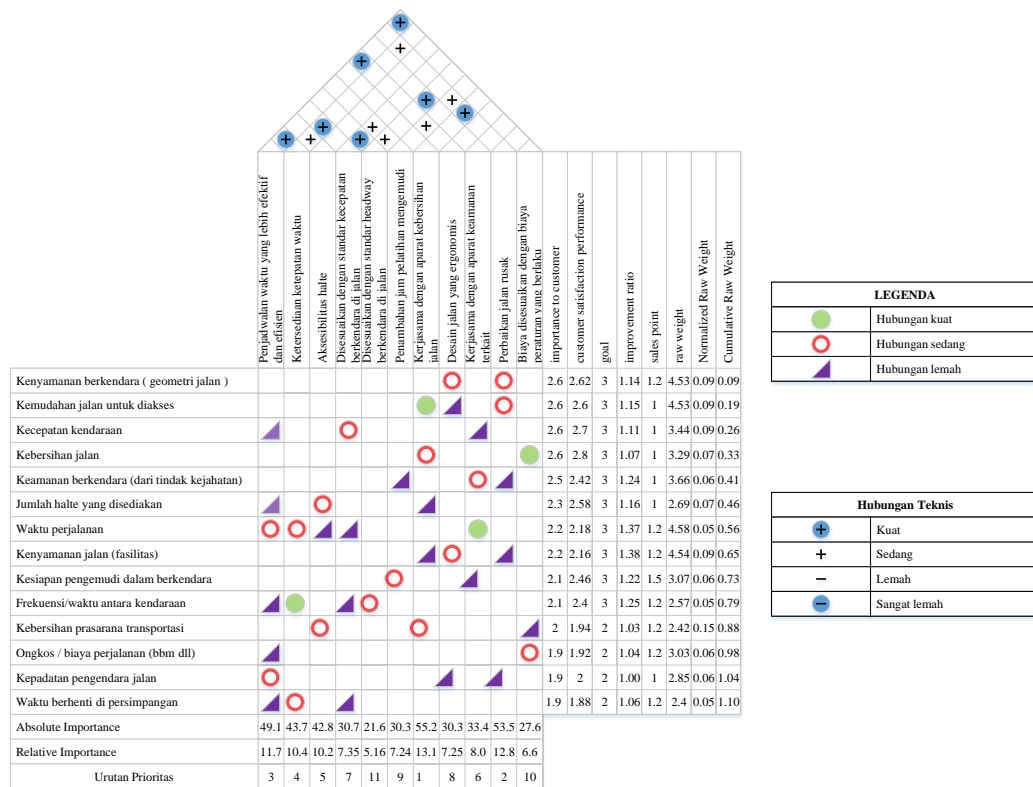 Penjadwalan waktu yang lebih efektif
dan efisien
Ketersediaan ketepatan waktu
Aksesibilitas halte
Disesuaikan dengan standar kecepatan
berkendara di jalan
Disesuaikan dengan standar headway
berkendara di jalan
Penambahan jam pelatihan mengemudi
Kerjasama dengan aparat kebersihan
jalan
Desain jalan yang ergonomis
Kerjasama dengan aparat keamanan
terkait
Perbaikan jalan rusak
Biaya disesuaikan dengan biaya
peraturan yang berlaku
importance to customer
customer satisfaction performance
goal
improvement ratio
sales point
raw weight
Normalized Raw Weight
Cumulative Raw Weight
Kenyamanan berkendara ( geometri jalan ) 2.6 2.62 3 1.14 1.2 4.53 0.09 0.09
Kemudahan jalan untuk diakses 2.6 2.6 3 1.15 1 4.53 0.09 0.19
Kecepatan kendaraan 2.6 2.7 3 1.11 1 3.44 0.09 0.26
Kebersihan jalan 2.6 2.8 3 1.07 1 3.29 0.07 0.33
Keamanan berkendara (dari tindak kejahatan) 2.5 2.42 3 1.24 1 3.66 0.06 0.41
Jumlah halte yang disediakan 2.3 2.58 3 1.16 1 2.69 0.07 0.46
Waktu perjalanan 2.2 2.18 3 1.37 1.2 4.58 0.05 0.56
Kenyamanan jalan (fasilitas) 2.2 2.16 3 1.38 1.2 4.54 0.09 0.65
Kesiapan pengemudi dalam berkendara 2.1 2.46 3 1.22 1.5 3.07 0.06 0.73
Frekuensi/waktu antara kendaraan 2.1 2.4 3 1.25 1.2 2.57 0.05 0.79
Kebersihan prasarana transportasi 2 1.94 2 1.03 1.2 2.42 0.15 0.88
Ongkos / biaya perjalanan (bbm dll) 1.9 1.92 2 1.04 1.2 3.03 0.06 0.98
Kepadatan pengendara jalan 1.9 2 2 1.00 1 2.85 0.06 1.04
Waktu berhenti di persimpangan 1.9 1.88 2 1.06 1.2 2.4 0.05 1.10
Absolute Importance 49.1 43.7 42.8 30.7 21.6 30.3 55.2 30.3 33.4 53.5 27.6
Relative Importance 11.7 10.4 10.2 7.35 5.16 7.24 13.1 7.25 8.0 12.8 6.6
Urutan Prioritas 3 4 5 7 11 9 1 8 6 2 10
LEGENDA
Hubungan kuat
Hubungan sedang
Hubungan lemah
Hubungan Teknis
+ Kuat
+ Sedang
− Lemah
− Sangat lemah